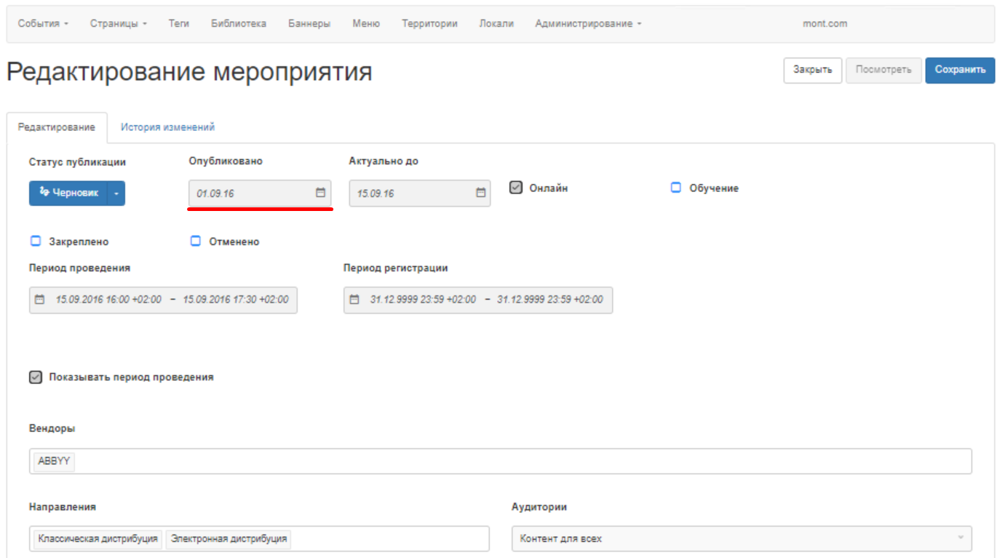 События Страницы Теги Библиотека Баннеры Меню Территории Локали Администрирование mont.com
Редактирование мероприятия Закрыть Посмотреть Сохранить
Редактирование История изменений
Статус публикации Опубликовано Актуально до
Черновик 01.09.16 15.09.16 Онлайн Обучение
Закреплено Отменено
Период проведения Период регистрации
15.09.2016 16:00 +02:00 – 15.09.2016 17:30 +02:00 31.12.9999 23:59 +02:00 – 31.12.9999 23:59 +02:00
Показывать период проведения
Вендоры
ABBYY
Направления Аудитории
Классическая дистрибуция Электронная дистрибуция Контент для всех